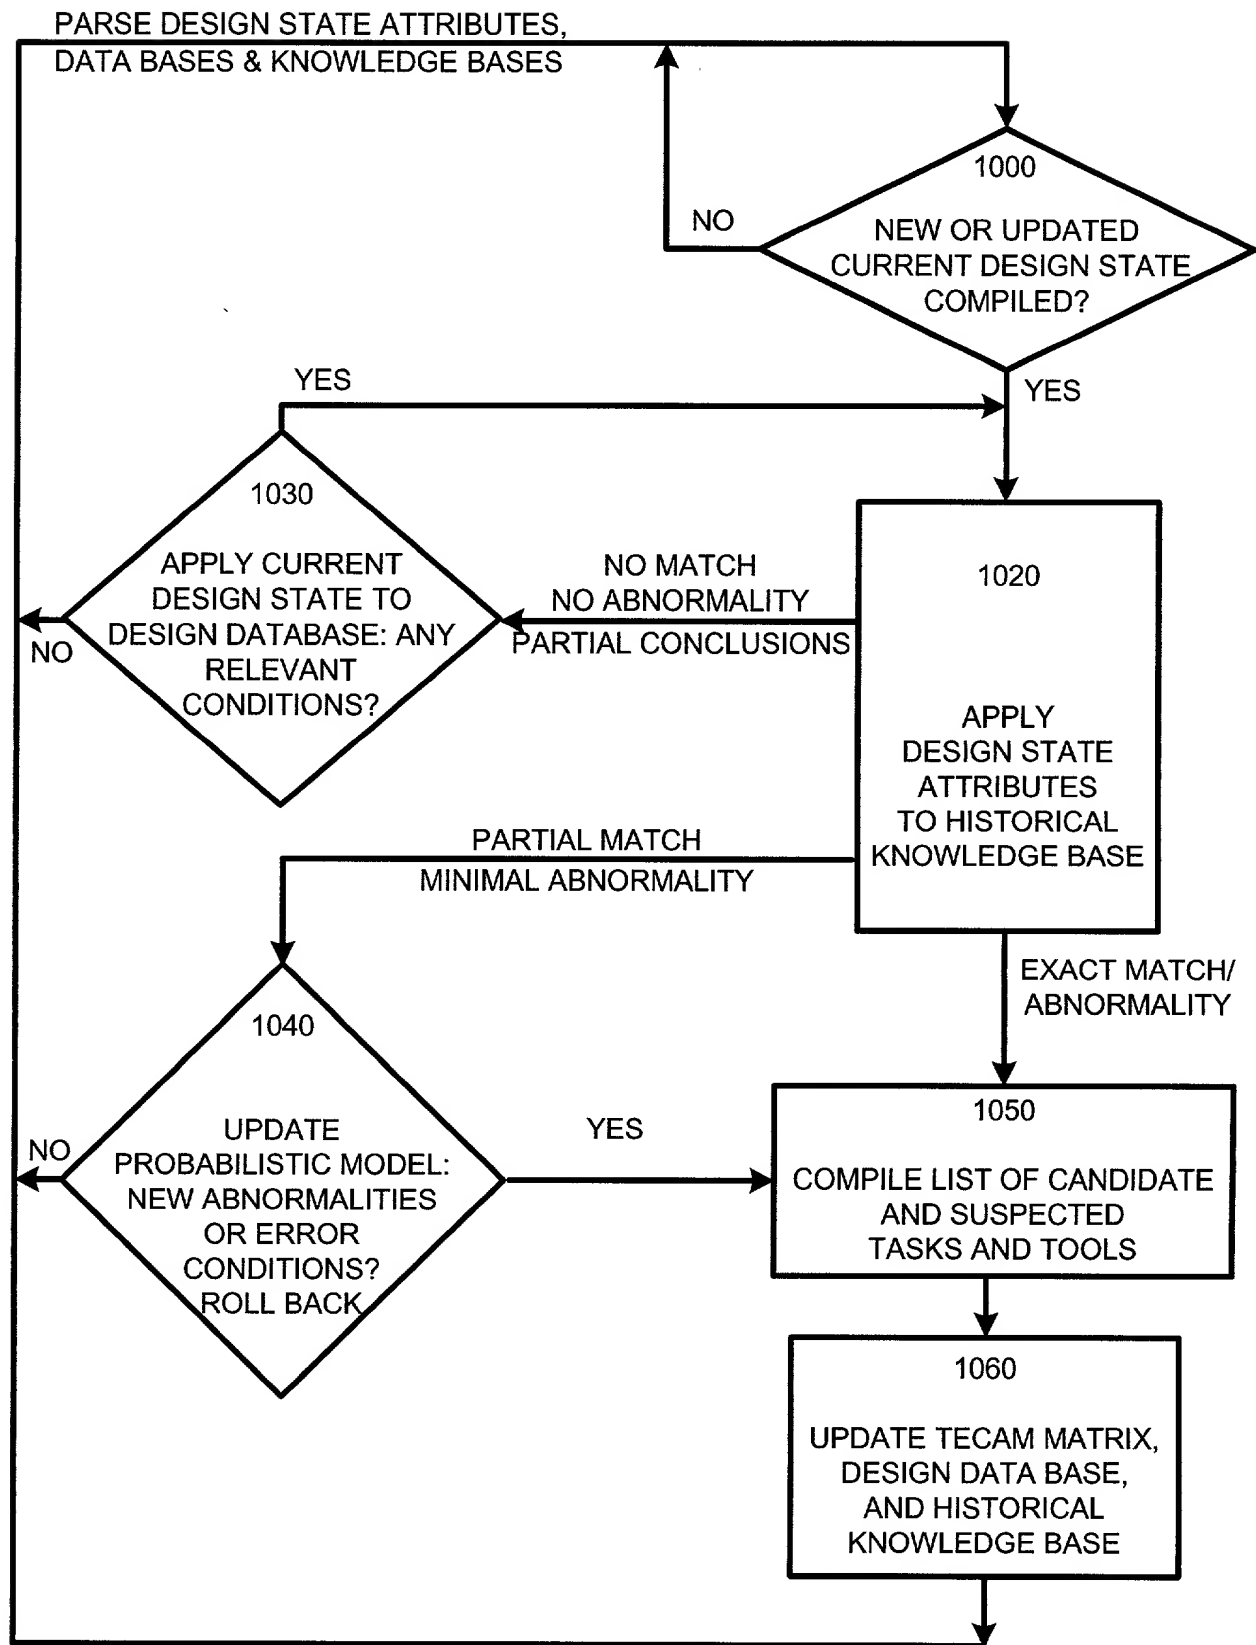 PARSE DESIGN STATE ATTRIBUTES,
DATA BASES & KNOWLEDGE BASES
1000
NEW OR UPDATED
CURRENT DESIGN STATE
COMPILED?
NO
YES
YES
1030
APPLY CURRENT
DESIGN STATE TO
DESIGN DATABASE: ANY
RELEVANT
CONDITIONS?
NO
NO MATCH
NO ABNORMALITY
PARTIAL CONCLUSIONS
1020
APPLY
DESIGN STATE
ATTRIBUTES
TO HISTORICAL
KNOWLEDGE BASE
PARTIAL MATCH
MINIMAL ABNORMALITY
EXACT MATCH/
ABNORMALITY
1040
UPDATE
PROBABILISTIC MODEL:
NEW ABNORMALITIES
OR ERROR
CONDITIONS?
ROLL BACK
NO
YES
1050
COMPILE LIST OF CANDIDATE
AND SUSPECTED
TASKS AND TOOLS
1060
UPDATE TECAM MATRIX,
DESIGN DATA BASE,
AND HISTORICAL
KNOWLEDGE BASE